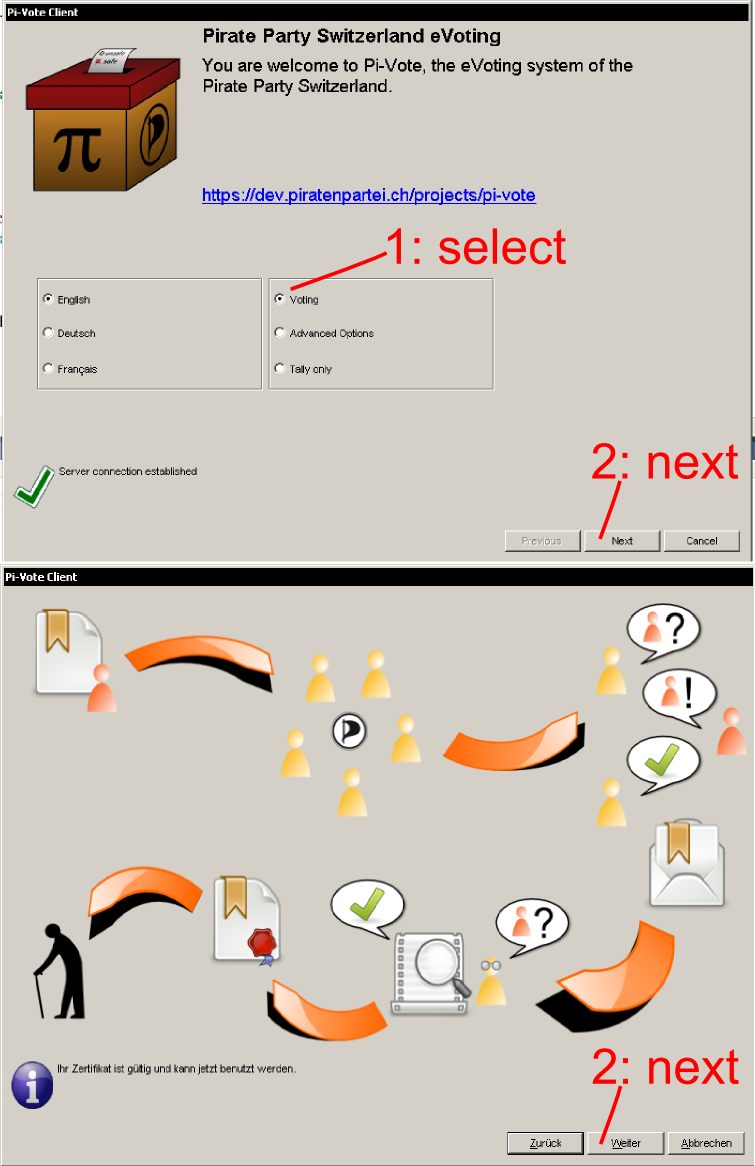 Pi-Vote Client
Pirate Party Switzerland eVoting
You are welcome to Pi-Vote, the eVoting system of the
Pirate Party Switzerland.
safe
π
https://dev.piratenpartei.ch/projects/pi-vote
1: select
English
Voting
Deutsch
Advanced Options
Français
Tally only
Server connection established
2: next
Previous
Next
Cancel
Pi-Vote Client
?
!
?
i
Ihr Zertifikat ist gültig und kann jetzt benutzt werden.
2: next
Zurück
Weiter
Abbrechen